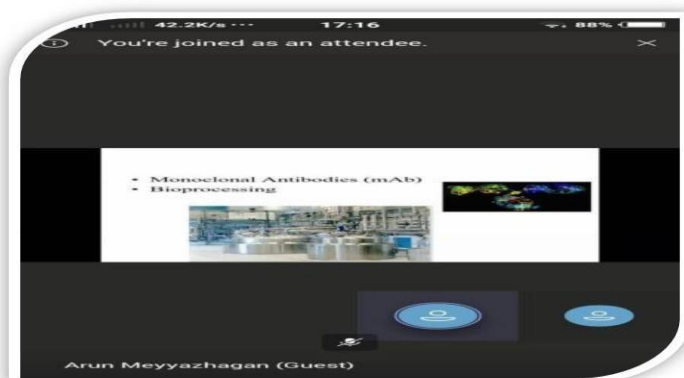 42.2K/s ... 17:16 88%
You're joined as an attendee.
• Monoclonal Antibodies (mAb)
• Bioprocessing
Arun Meyyazhagan (Guest)